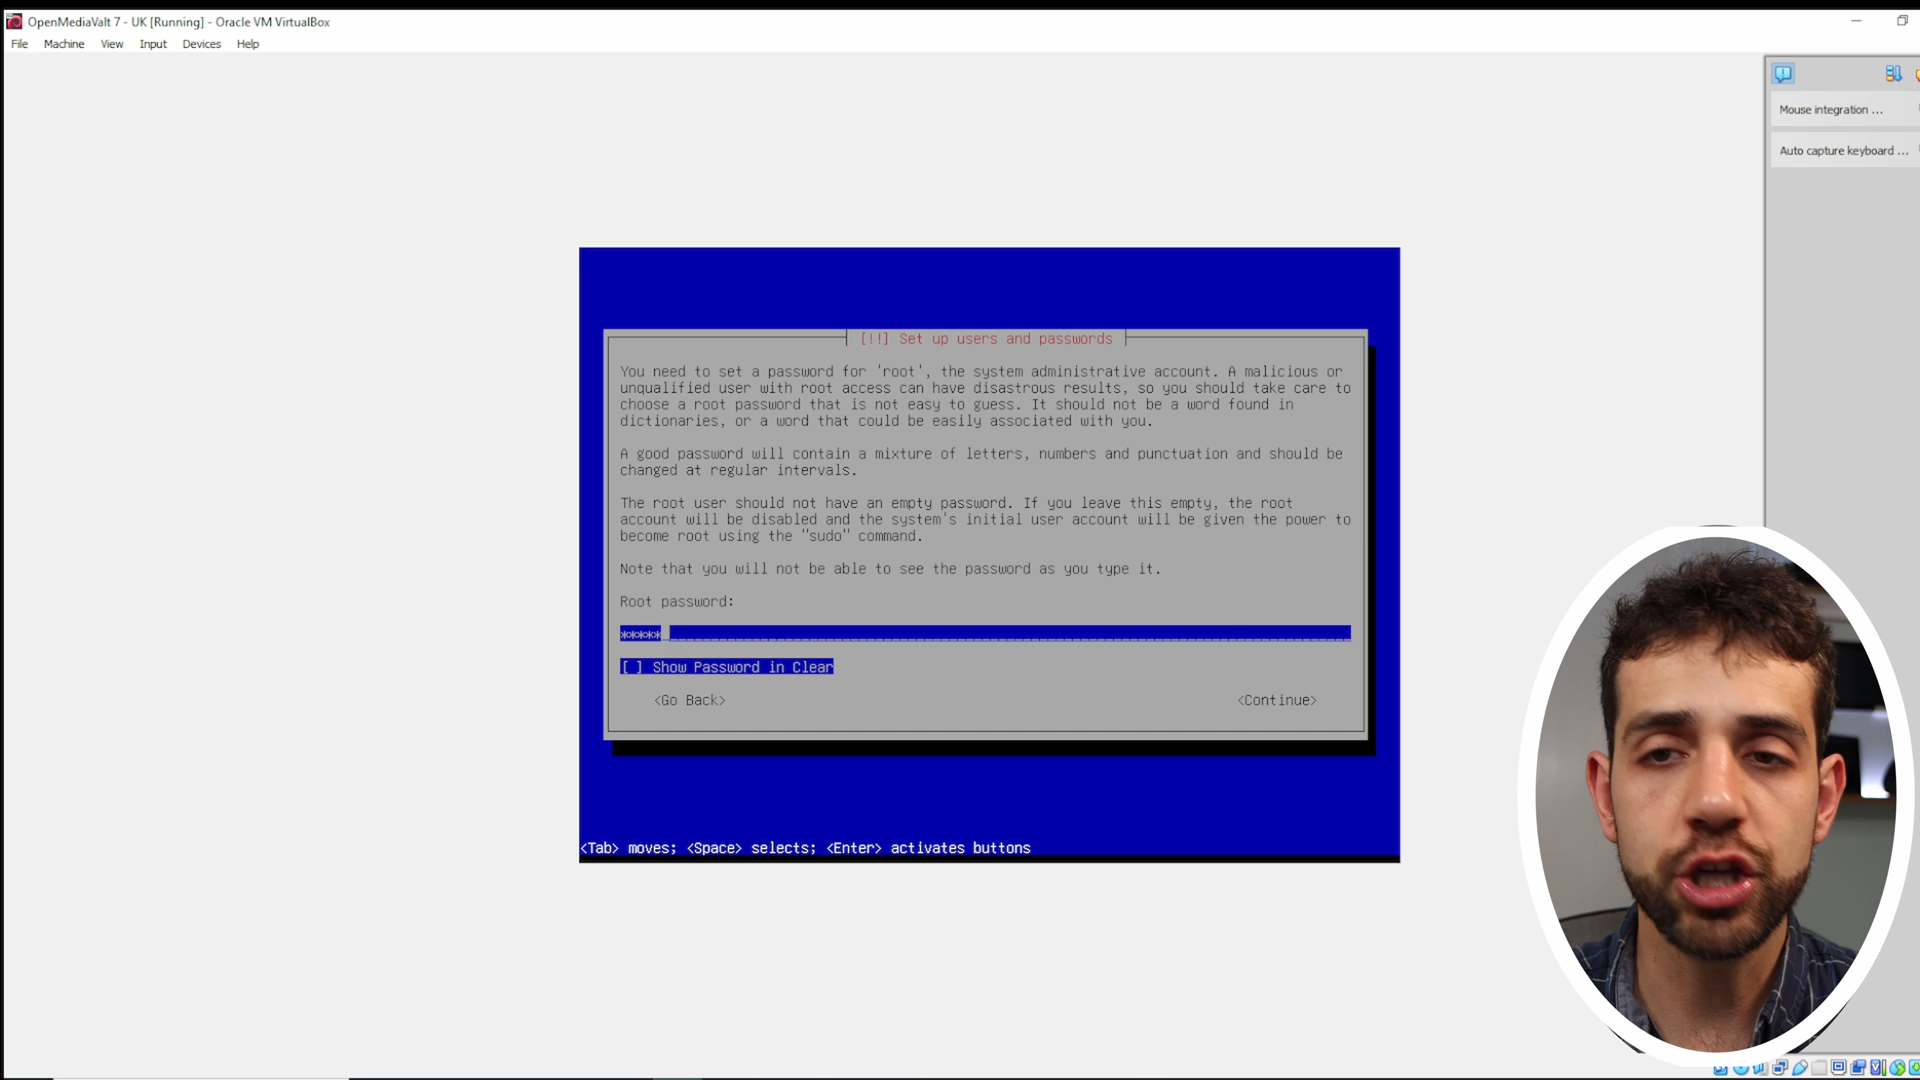 OpenMediaValt 7 - UK [Running] - Oracle VM VirtualBox
File Machine View Input Devices Help
Mouse integration ...
Auto capture keyboard ...
[!!] Set up users and passwords
You need to set a password for 'root', the system administrative account. A malicious or
unqualified user with root access can have disastrous results, so you should take care to
choose a root password that is not easy to guess. It should not be a word found in
dictionaries, or a word that could be easily associated with you.
A good password will contain a mixture of letters, numbers and punctuation and should be
changed at regular intervals.
The root user should not have an empty password. If you leave this empty, the root
account will be disabled and the system's initial user account will be given the power to
become root using the "sudo" command.
Note that you will not be able to see the password as you type it.
Root password:
*****
[ ] Show Password in Clear
<Go Back> <Continue>
<Tab> moves; <Space> selects; <Enter> activates buttons